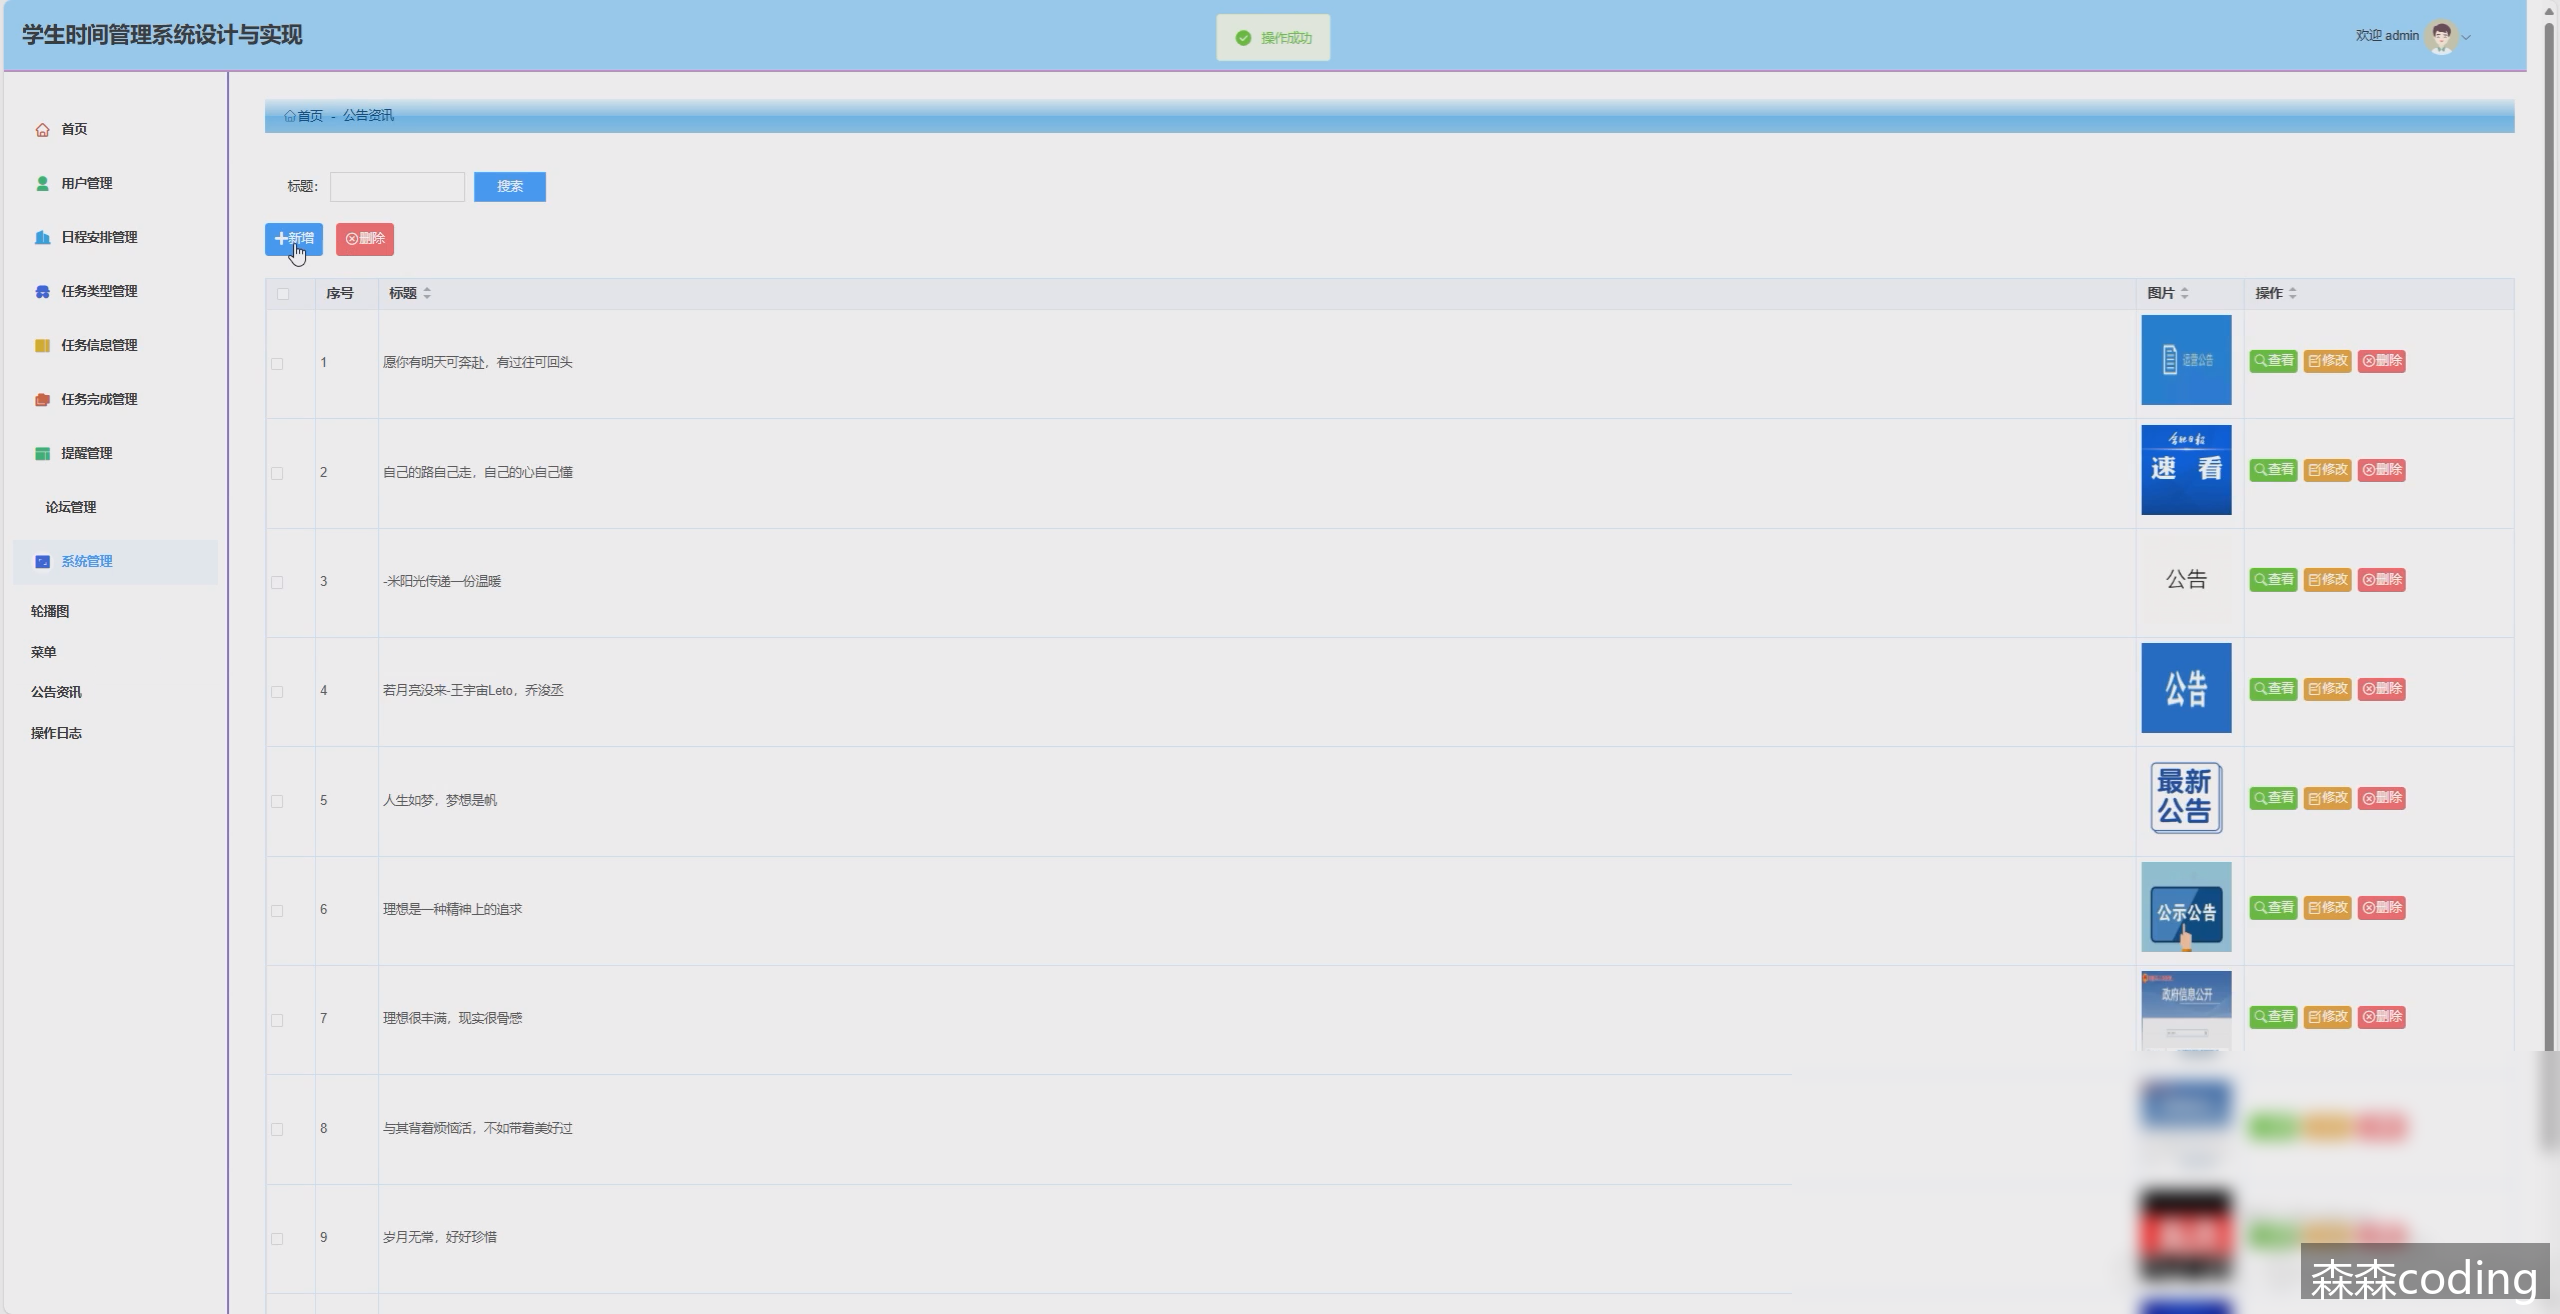 学生时间管理系统设计与实现
操作成功
欢迎 admin
首页
用户管理
日程安排管理
任务类型管理
任务信息管理
任务完成管理
提醒管理
论坛管理
系统管理
轮播图
菜单
公告资讯
操作日志
首页 - 公告资讯
标题:
搜索
新增 删除
序号 标题 图片 操作
1 愿你有明天可奔赴，有过往可回头 运营公告 查看 修改 删除
2 自己的路自己走，自己的心自己懂 速 看 查看 修改 删除
3 -米阳光传递一份温暖 公告 查看 修改 删除
4 若月亮没来-王宇宙Leto，乔浚丞 公告 查看 修改 删除
5 人生如梦，梦想是帆 最新公告 查看 修改 删除
6 理想是一种精神上的追求 公示公告 查看 修改 删除
7 理想很丰满，现实很骨感 政府信息公开 查看 修改 删除
8 与其背着烦恼活，不如带着美好过
9 岁月无常，好好珍惜
森森coding